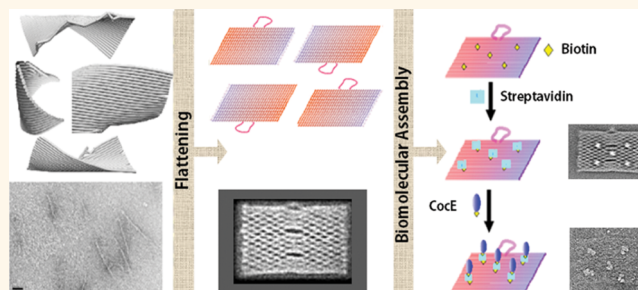 Flattening
Biomolecular Assembly
Biotin
Streptavidin
CocE